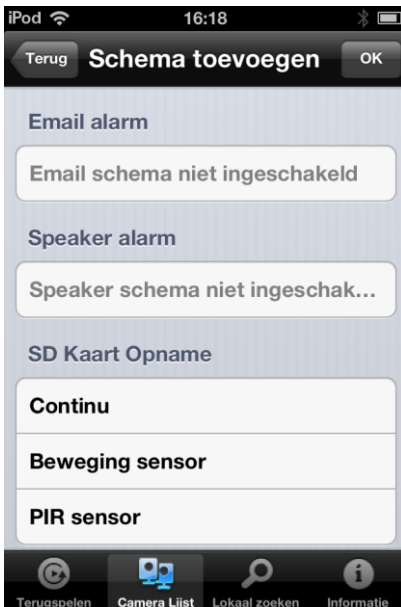 iPod 16:18
Terug Schema toevoegen OK
Email alarm
Email schema niet ingeschakeld
Speaker alarm
Speaker schema niet ingeschak...
SD Kaart Opname
Continu
Beweging sensor
PIR sensor
Terugspelen Camera Lijst Lokaal zoeken Informatie